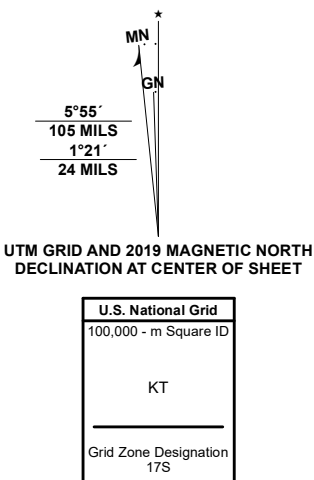 MN
GN
5°55´
105 MILS
1°21´
24 MILS
UTM GRID AND 2019 MAGNETIC NORTH
DECLINATION AT CENTER OF SHEET
U.S. National Grid
100,000 - m Square ID
KT
Grid Zone Designation
17S